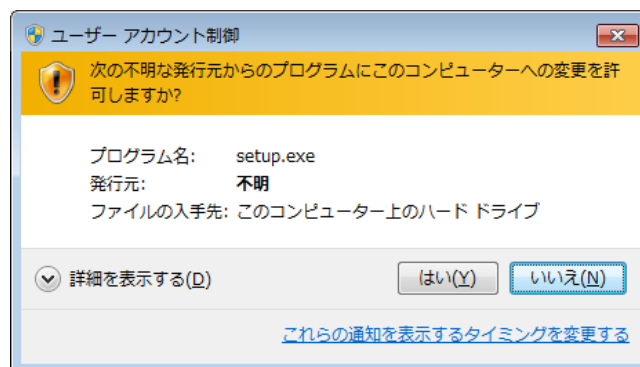 ユーザー アカウント制御
次の不明な発行元からのプログラムにこのコンピューターへの変更を許
可しますか?
プログラム名: setup.exe
発行元: 不明
ファイルの入手先: このコンピューター上のハード ドライブ
詳細を表示する(D) はい(Y) いいえ(N)
これらの通知を表示するタイミングを変更する